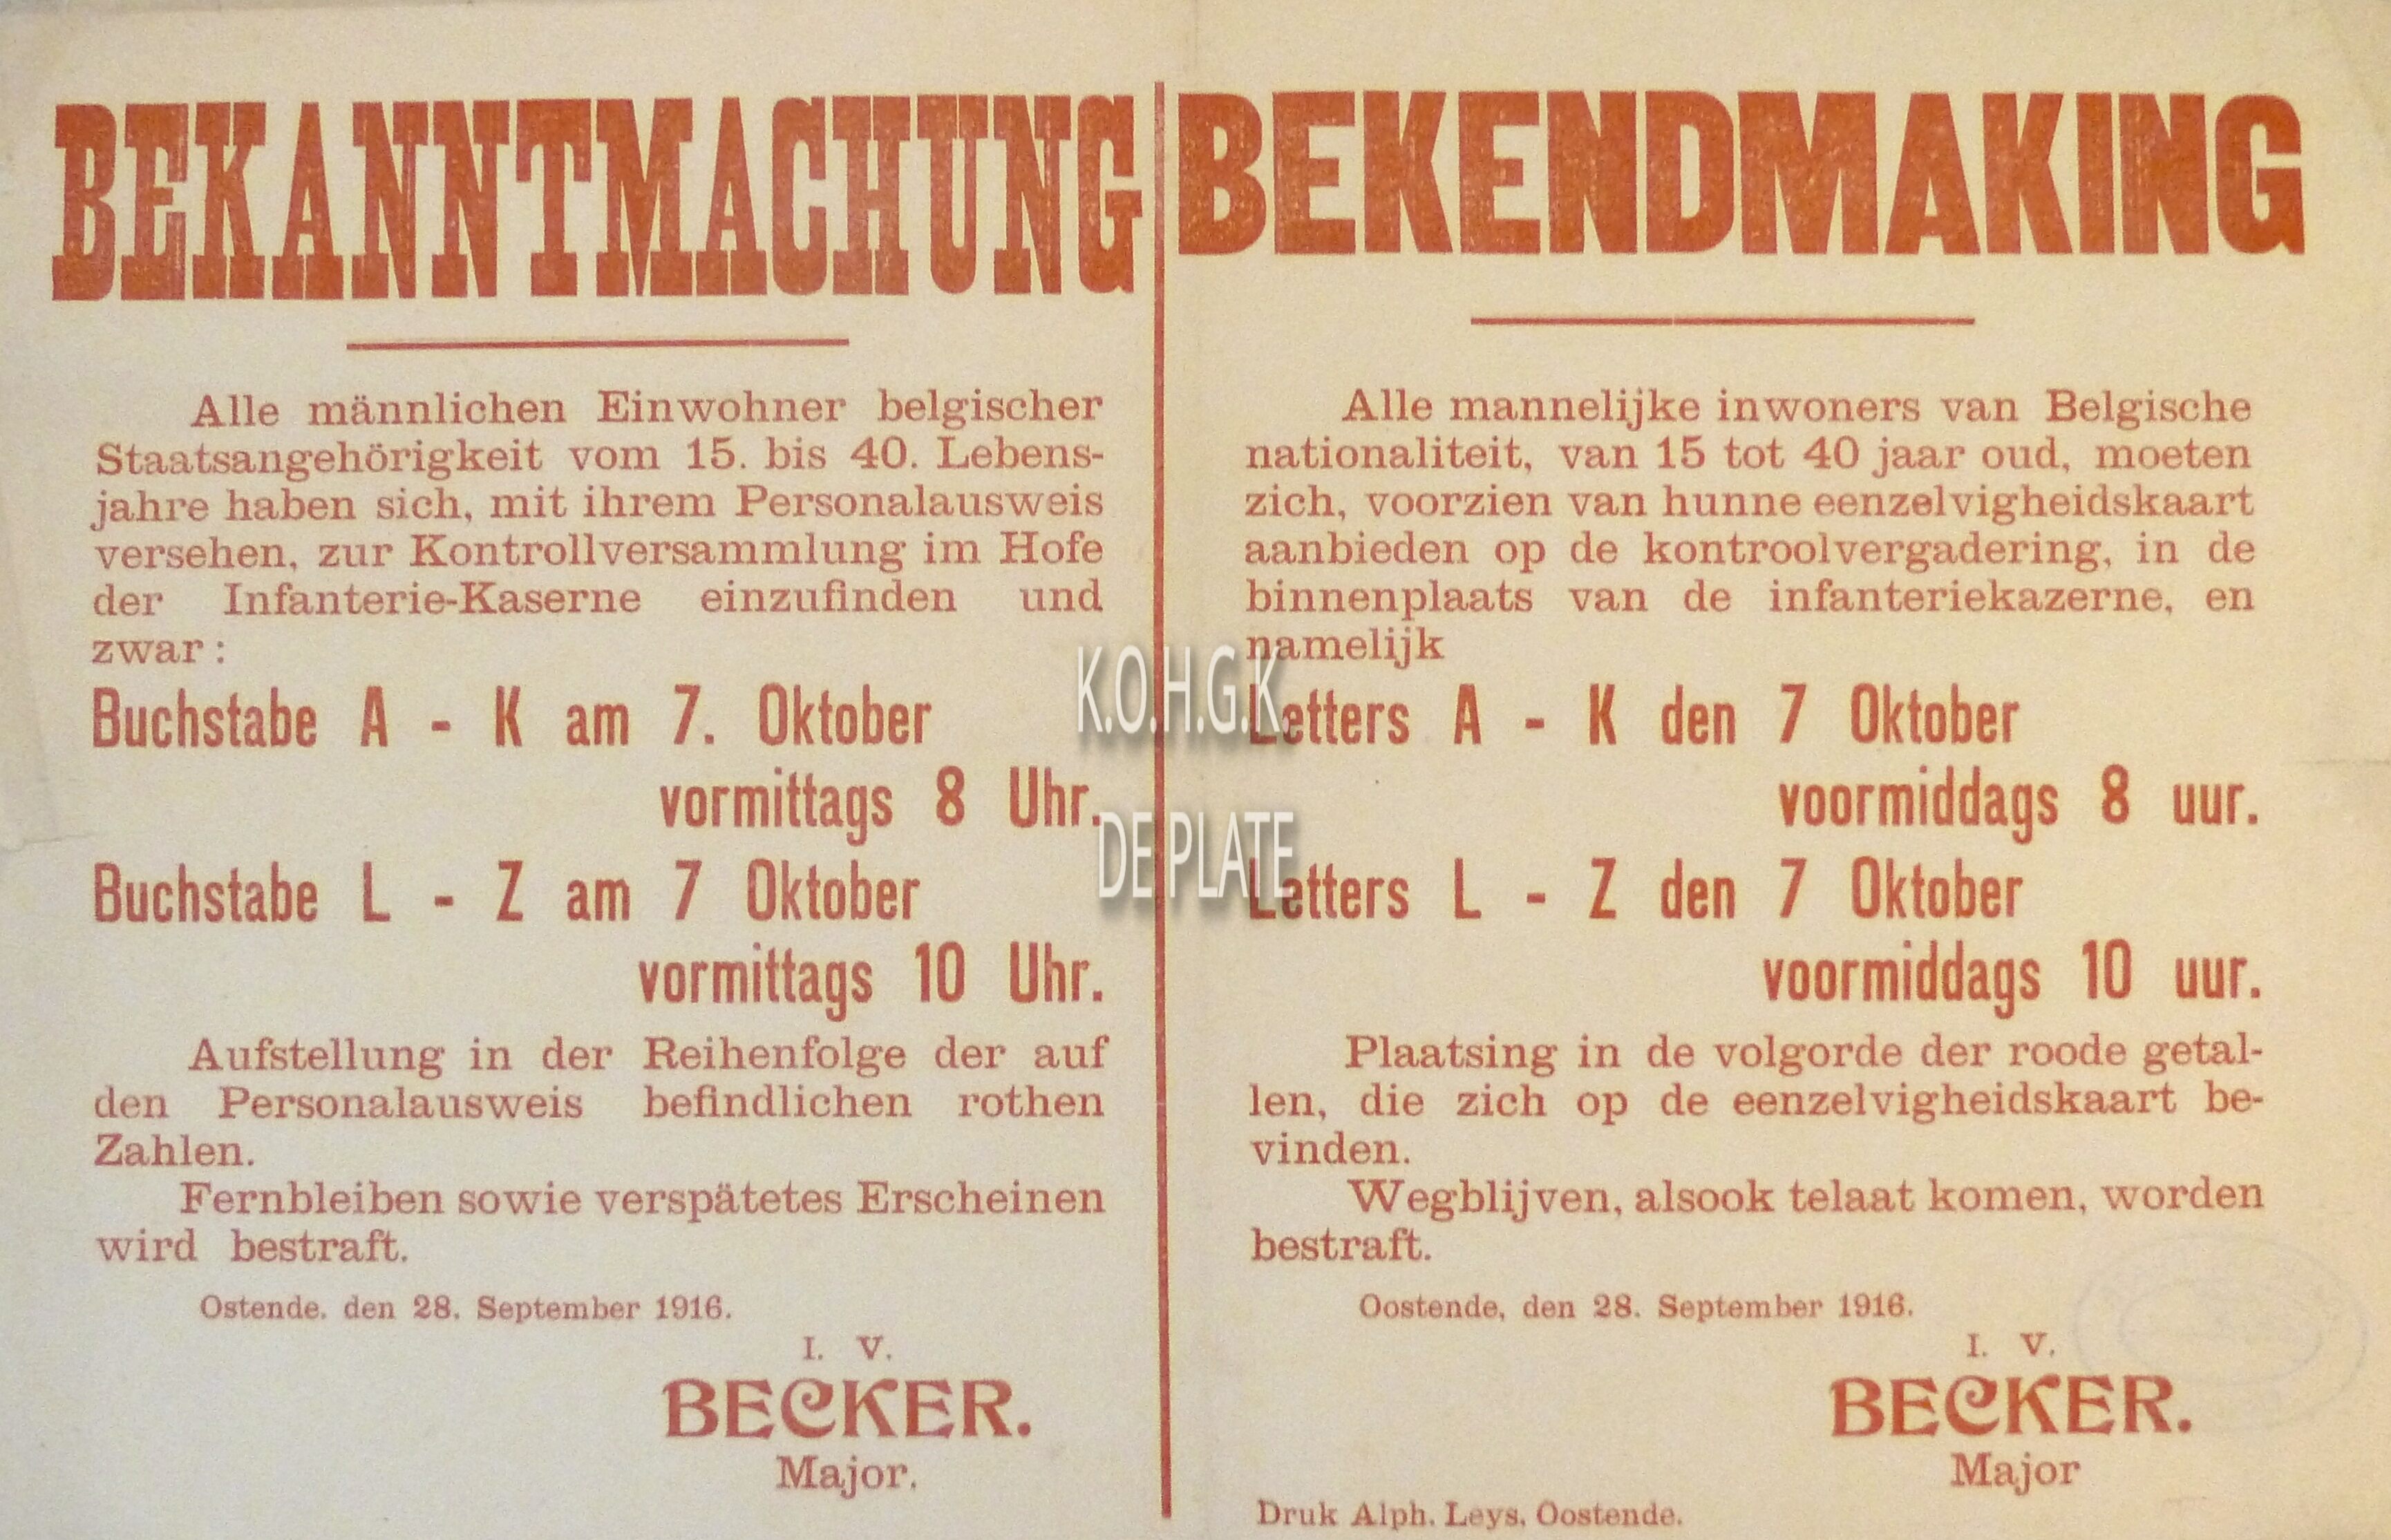 BEKANNTMACHUNG
Alle männlichen Einwohner belgischer
Staatsangehörigkeit vom 15. bis 40. Lebens-
jahre haben sich, mit ihrem Personalausweis
versehen, zur Kontrollversammlung im Hofe
der Infanterie-Kaserne einzufinden und
zwar :
Buchstabe A - K am 7. Oktober
vormittags 8 Uhr.
Buchstabe L - Z am 7 Oktober
vormittags 10 Uhr.
Aufstellung in der Reihenfolge der auf
den Personalausweis befindlichen rothen
Zahlen.
Fernbleiben sowie verspätetes Erscheinen
wird bestraft.
Ostende. den 28. September 1916.
I. V.
BECKER.
Major.
BEKENDMAKING
Alle mannelijke inwoners van Belgische
nationaliteit, van 15 tot 40 jaar oud, moeten
zich, voorzien van hunne eenzelvigheidskaart
aanbieden op de kontroolvergadering, in de
binnenplaats van de infanteriekazerne, en
namelijk
Letters A - K den 7 Oktober
voormiddags 8 uur.
Letters L - Z den 7 Oktober
voormiddags 10 uur.
Plaatsing in de volgorde der roode getal-
len, die zich op de eenzelvigheidskaart be-
vinden.
Wegblijven, alsook telaat komen, worden
bestraft.
Oostende, den 28. September 1916.
I. V.
BECKER.
Major
Druk Alph. Leys, Oostende.
K.O.H.G.K.
DE PLATE